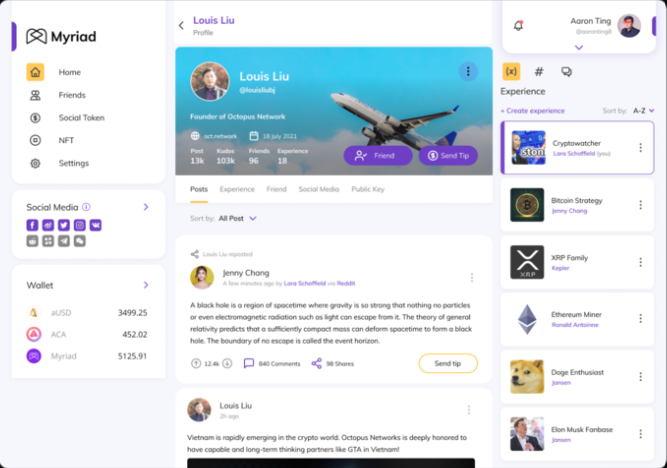 Myriad
Home
Friends
Social Token
NFT
Settings
Social Media
Wallet
aUSD 3499.25
ACA 452.02
Myriad 5125.91
Louis Liu
Profile
Louis Liu
@louisliubj
Founder of Octopus Network
oct.network 18 july 2021
Post Kudos Friends Experience
13k 103k 96 18
Friend
Send Tip
Posts Experience Friend Social Media Public Key
Sort by: All Post
Louis Liu reposted
Jenny Chang
A few minutes ago by Lara Schoffield via Reddit
A black hole is a region of spacetime where gravity is so strong that nothing no particles
or even electromagnetic radiation such as light can escape from it. The theory of general
relativity predicts that a sufficiently compact mass can deform spacetime to form a black
hole. The boundary of no escape is called the event horizon.
12.4k 840 Comments 98 Shares Send tip
Louis Liu
2h ago
Vietnam is rapidly emerging in the crypto world. Octopus Networks is deeply honored to
have capable and long-term thinking partners like GTA in Vietnam!
Aaron Ting
@aaronting8
{x} #
Experience
+ Create experience Sort by: A-Z
Cryptowatcher
Lara Schoffield (you)
Bitcoin Strategy
Jenny Chang
XRP
XRP Family
Kepler
Ethereum Miner
Ronald Antoinne
Doge Enthusiast
Jansen
Elon Musk Fanbase
Jansen